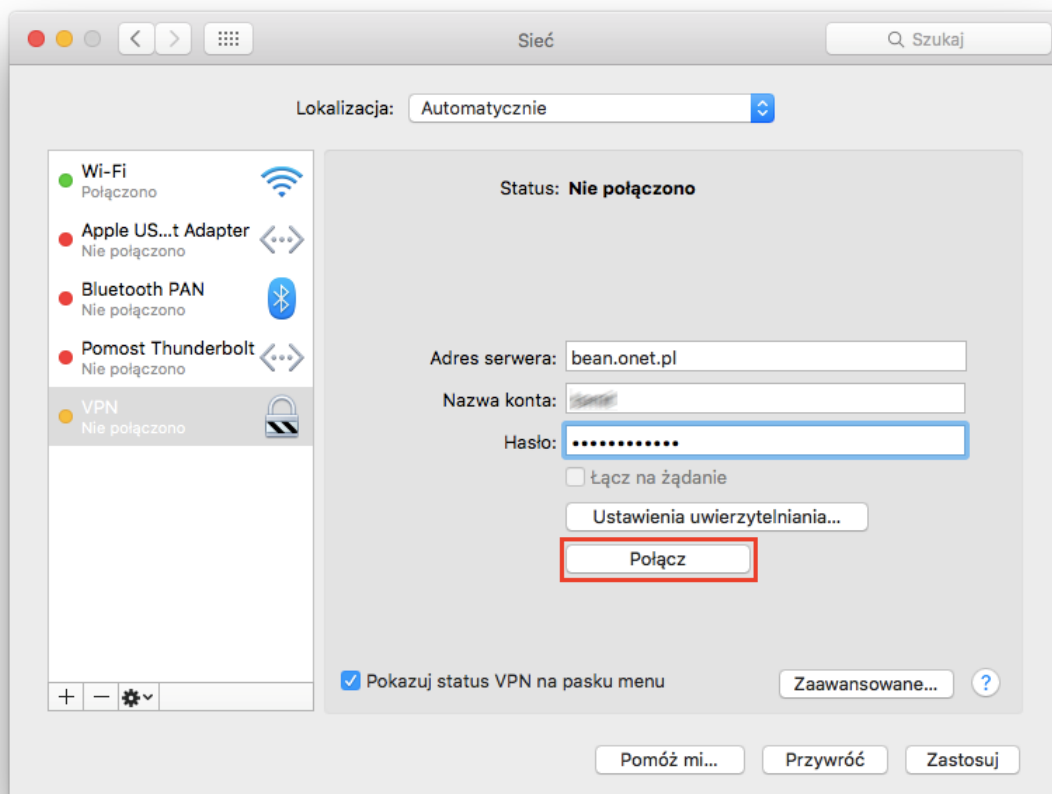 Sieć
Szukaj
Lokalizacja: Automatycznie
Wi-Fi
Połączono
Apple US...t Adapter
Nie połączono
Bluetooth PAN
Nie połączono
Pomost Thunderbolt
Nie połączono
VPN
Nie połączono
Status: Nie połączono
Adres serwera: bean.onet.pl
Nazwa konta:
Hasło: ••••••••••••
Łącz na żądanie
Ustawienia uwierzytelniania...
Połącz
Pokazuj status VPN na pasku menu
Zaawansowane...
?
Pomóż mi...
Przywróć
Zastosuj